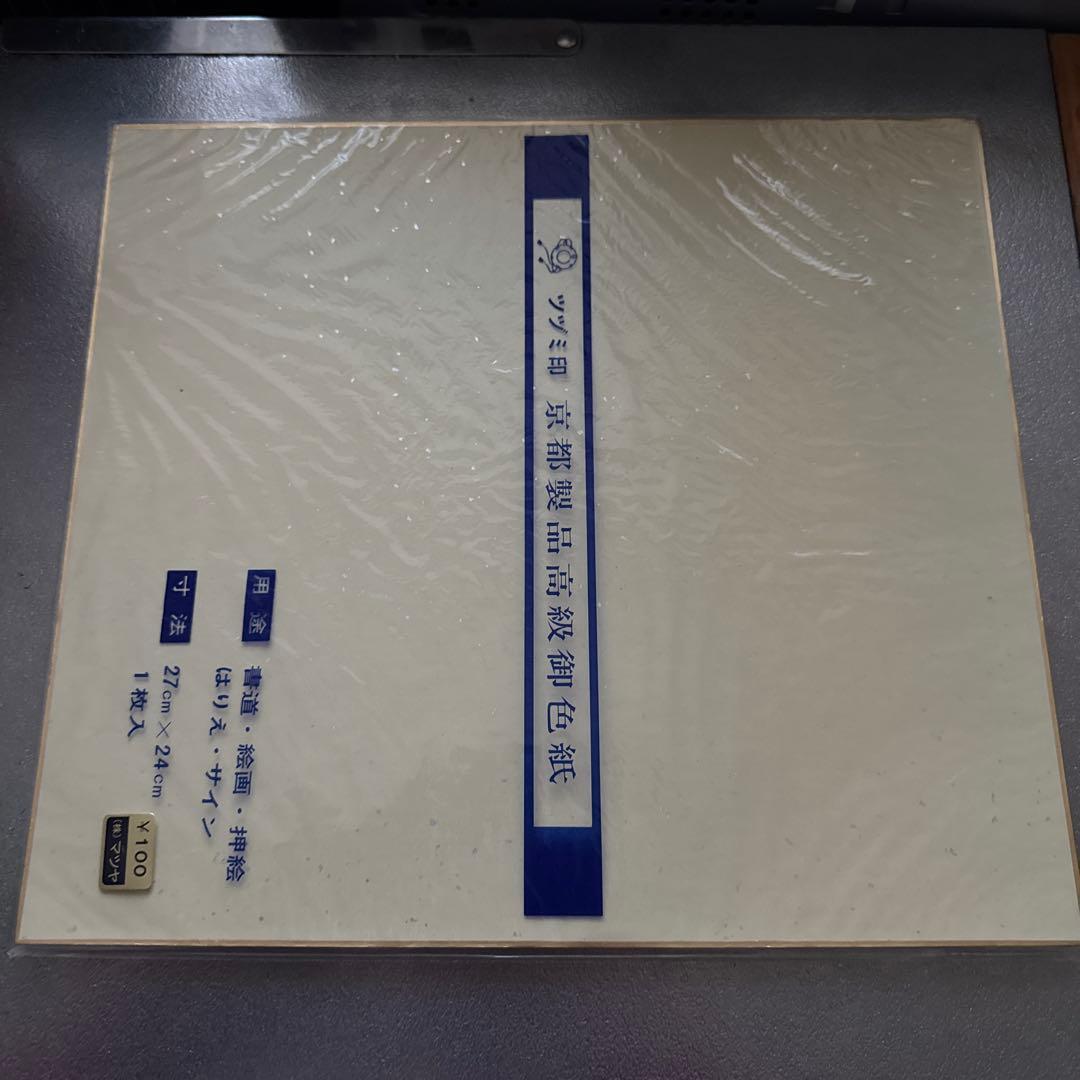 ツヅミ印 京都製品高級御色紙
用途
書道・絵画・押絵
はりえ・サイン
寸法
27cm×24cm
1枚入
¥100
(株)マツヤ